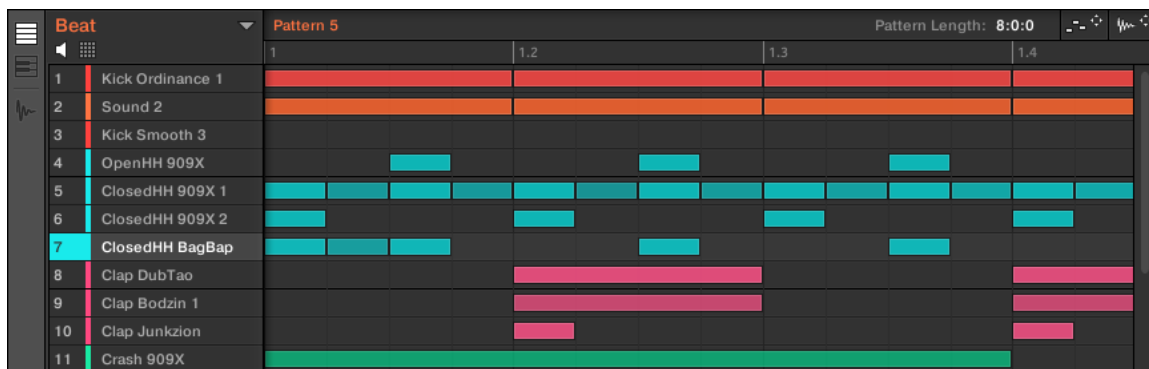 Beat Pattern 5 Pattern Length: 8:0:0
1 1.2 1.3 1.4
1 Kick Ordinance 1
2 Sound 2
3 Kick Smooth 3
4 OpenHH 909X
5 ClosedHH 909X 1
6 ClosedHH 909X 2
7 ClosedHH BagBap
8 Clap DubTao
9 Clap Bodzin 1
10 Clap Junkzion
11 Crash 909X